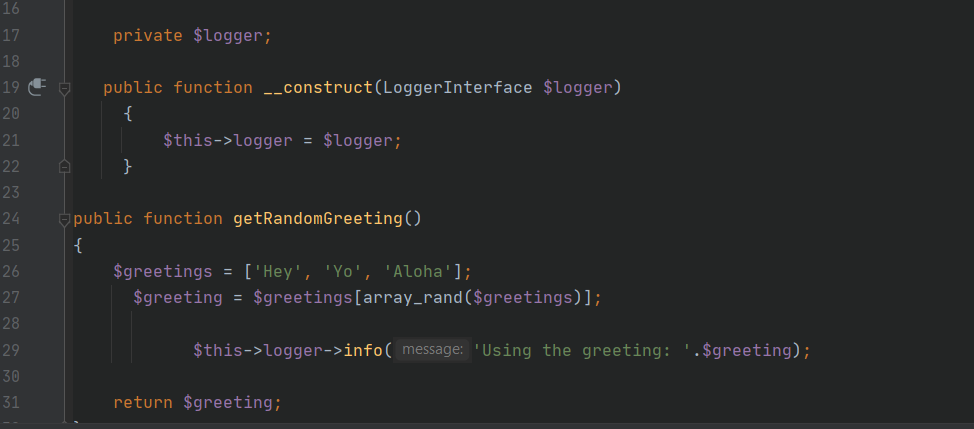 16
17 private $logger;
18
19 public function __construct(LoggerInterface $logger)
20 {
21 $this->logger = $logger;
22 }
23
24 public function getRandomGreeting()
25 {
26 $greetings = ['Hey', 'Yo', 'Aloha'];
27 $greeting = $greetings[array_rand($greetings)];
28
29 $this->logger->info( message: 'Using the greeting: '.$greeting);
30
31 return $greeting;